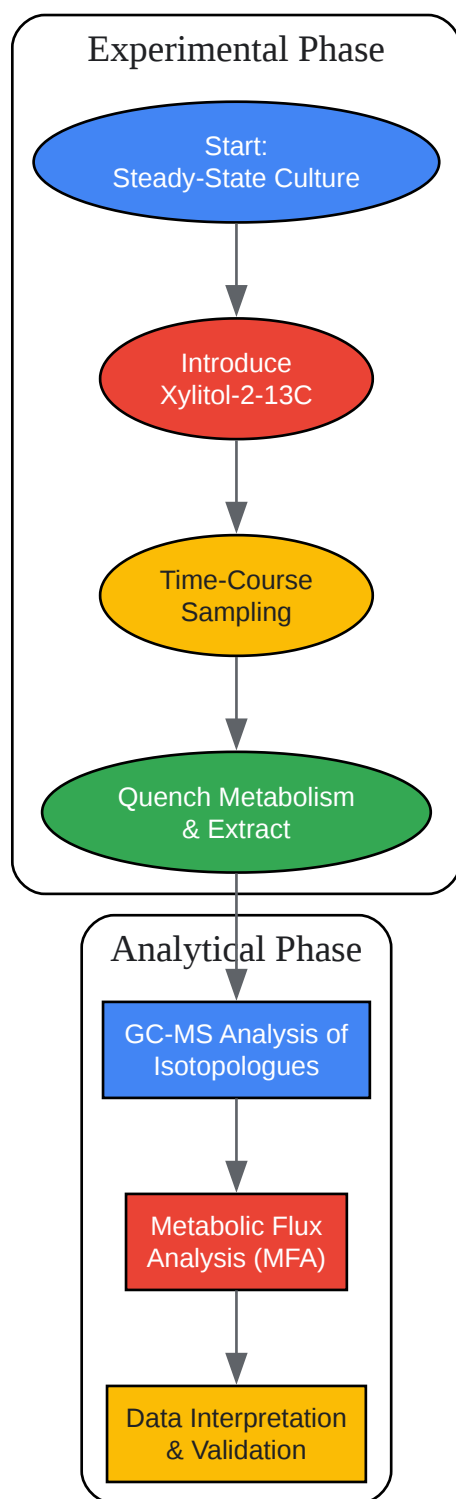 Experimental Phase
Start:
Steady-State Culture
Introduce
Xylitol-2-13C
Time-Course
Sampling
Quench Metabolism
& Extract
Analytical Phase
GC-MS Analysis of
Isotopologues
Metabolic Flux
Analysis (MFA)
Data Interpretation
& Validation